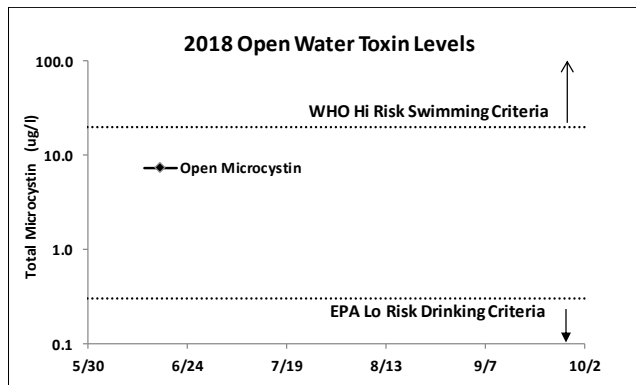 2018 Open Water Toxin Levels
Total Microcystin (ug/l)
100.0
10.0
1.0
0.1
WHO Hi Risk Swimming Criteria
Open Microcystin
EPA Lo Risk Drinking Criteria
5/30 6/24 7/19 8/13 9/7 10/2